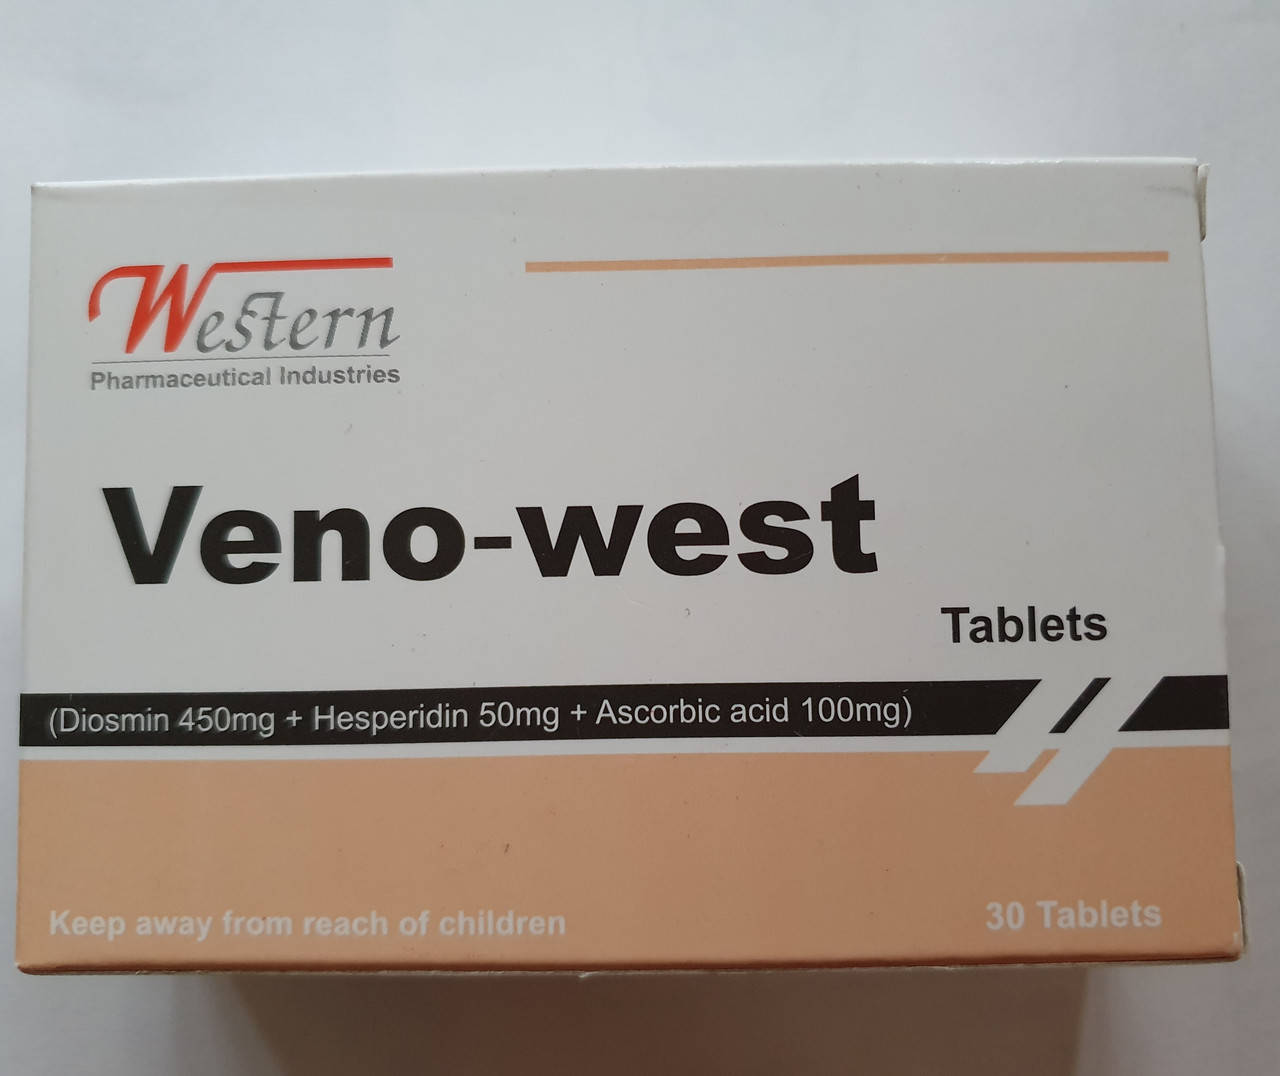 Western
Pharmaceutical Industries
Veno-west
Tablets
(Diosmin 450mg + Hesperidin 50mg + Ascorbic acid 100mg)
Keep away from reach of children
30 Tablets